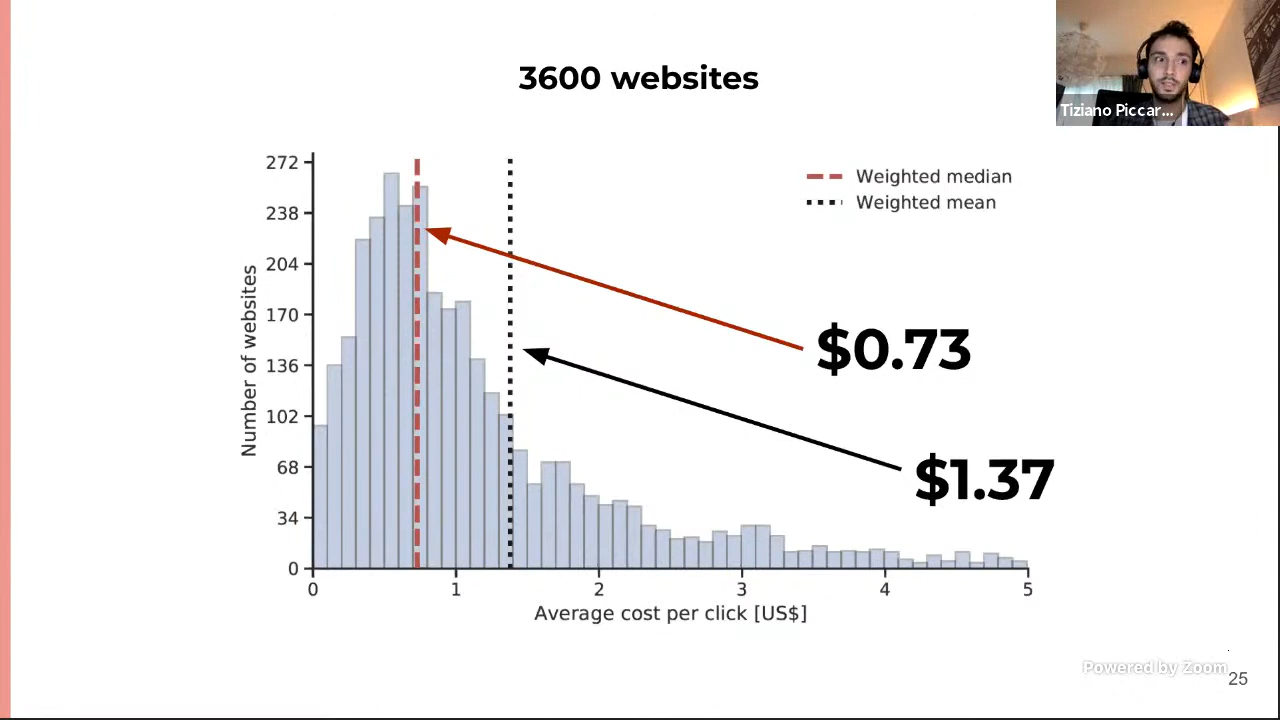 3600 websites
Tiziano Piccar...
272
238
204
170
136
102
68
34
0
Number of websites
Weighted median
Weighted mean
$0.73
$1.37
0 1 2 3 4 5
Average cost per click [US$]
Powered by Zoom
25